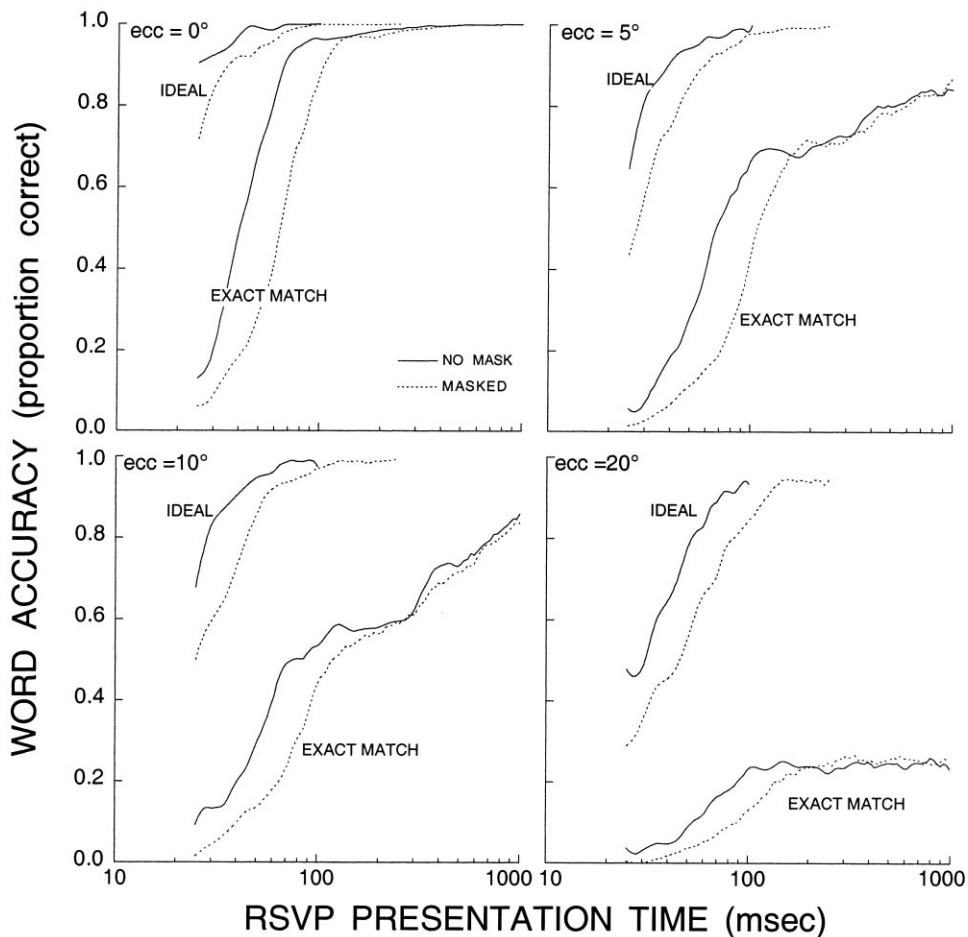 WORD ACCURACY (proportion correct)
ecc = 0°
1.0
0.8
0.6
0.4
0.2
0.0
10
100
1000
IDEAL
EXACT MATCH
NO MASK
MASKED
ecc = 5°
IDEAL
EXACT MATCH
ecc =10°
1.0
0.8
0.6
0.4
0.2
0.0
IDEAL
EXACT MATCH
10
100
1000
ecc =20°
IDEAL
EXACT MATCH
10
100
1000
RSVP PRESENTATION TIME (msec)